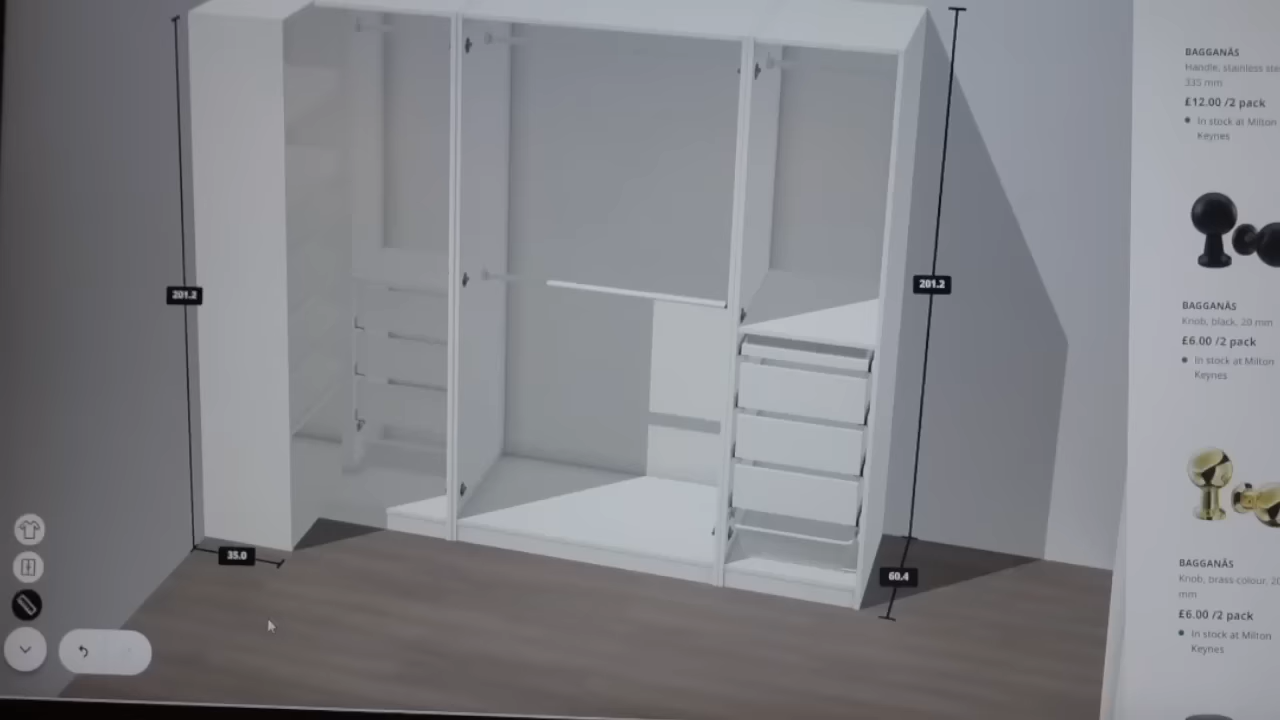 BAGGANÄS
Handle, stainless
335 mm
£12.00 /2 pack
In stock at Milton
Keynes
201.2
201.2
BAGGANÄS
Knob, black, 20 mm
£6.00 /2 pack
In stock at Milton
Keynes
35.0
60.4
BAGGANÄS
Knob, brass-colour,
mm
£6.00 /2 pack
In stock at Milton
Keynes